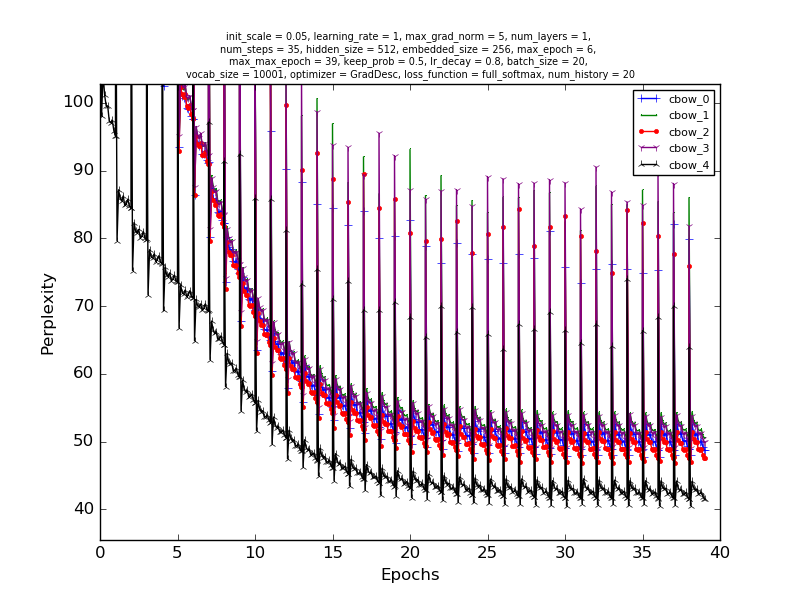 init_scale = 0.05, learning_rate = 1, max_grad_norm = 5, num_layers = 1,
num_steps = 35, hidden_size = 512, embedded_size = 256, max_epoch = 6,
max_max_epoch = 39, keep_prob = 0.5, lr_decay = 0.8, batch_size = 20,
vocab_size = 10001, optimizer = GradDesc, loss_function = full_softmax, num_history = 20
cbow_0
cbow_1
cbow_2
cbow_3
cbow_4
100
90
80
70
60
50
40
Perplexity
0 5 10 15 20 25 30 35 40
Epochs